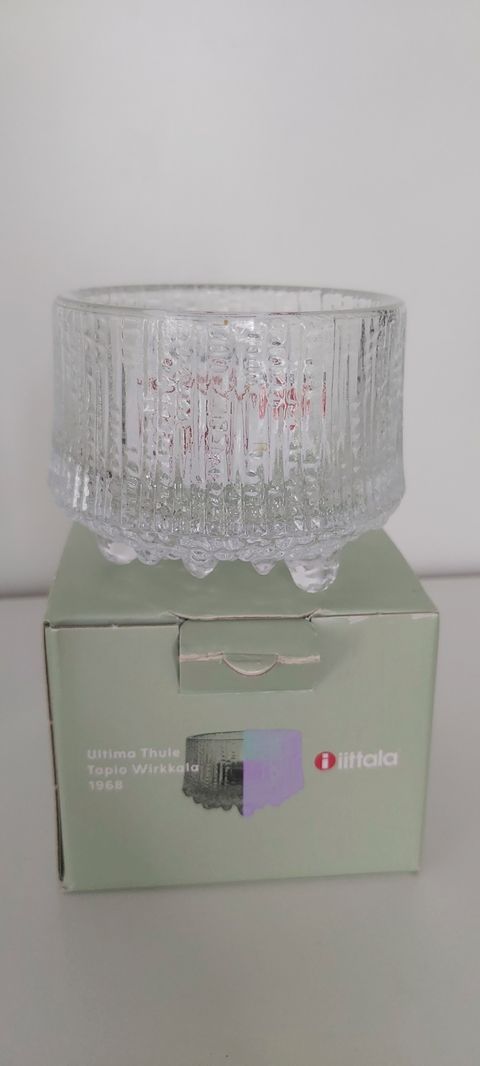 Ultima Thule
Tapio Wirkkala
1968
i iittala